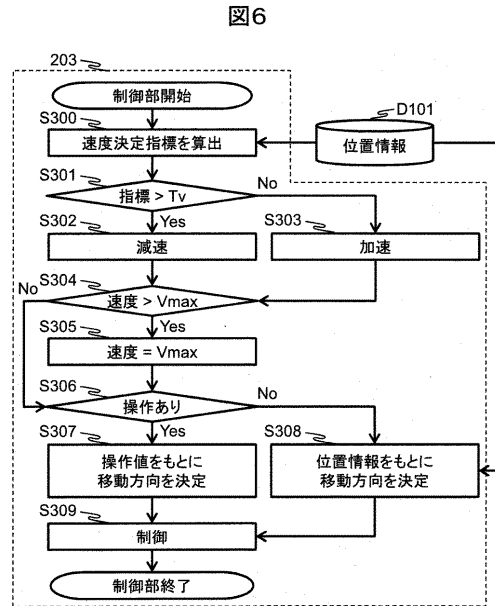 図6
203
制御部開始
S300
速度決定指標を算出
D101
位置情報
S301
指標 > Tv
No
Yes
S302
減速
S303
加速
S304
速度 > Vmax
No
Yes
S305
速度 = Vmax
S306
操作あり
No
Yes
S307
操作値をもとに
移動方向を決定
S308
位置情報をもとに
移動方向を決定
S309
制御
制御部終了